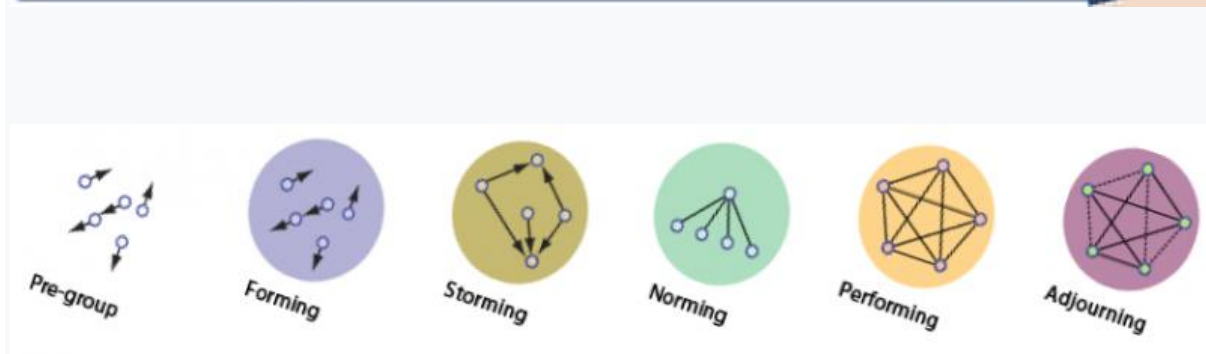 Pre-group
Forming
Storming
Norming
Performing
Adjourning